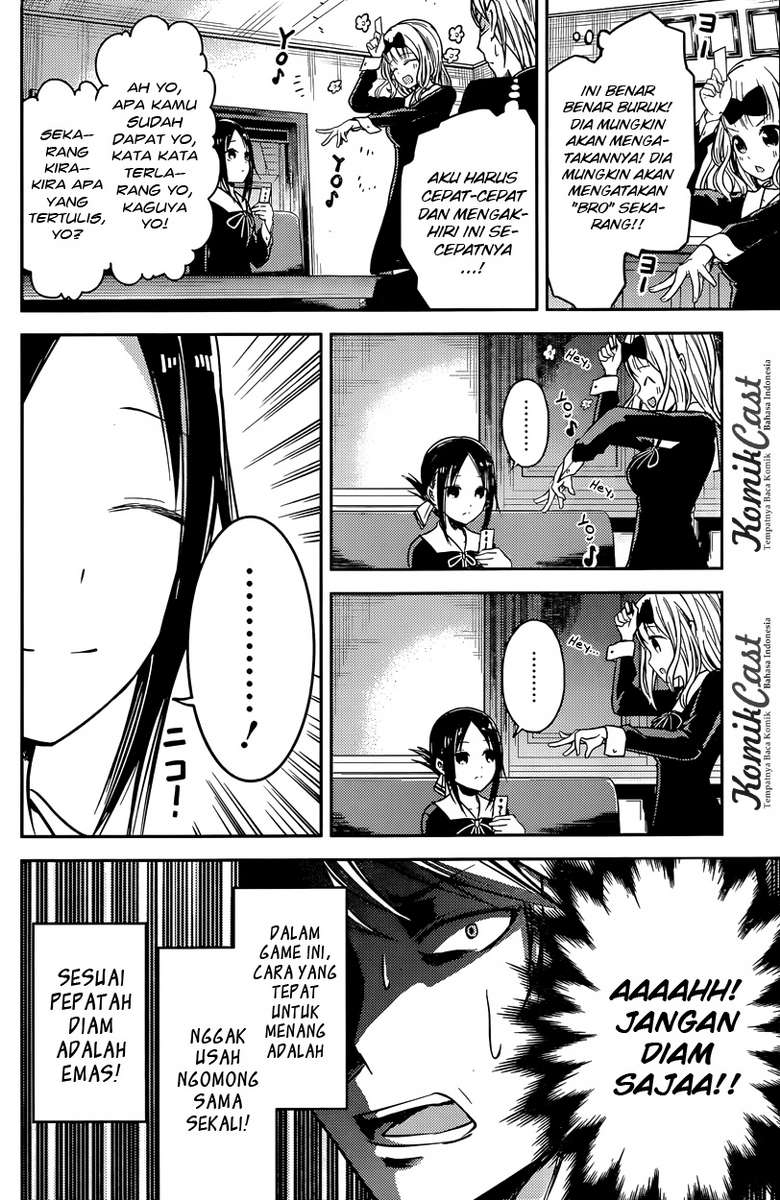 INI BENAR
BENAR BURUK!
DIA MUNGKIN
AKAN MENGA-
TAKANNYA! DIA
MUNGKIN AKAN
MENGATAKAN
"BRO" SEKA-
RANG!!
ヨー
ヨー
YO♪
YO♪
AKU HARUS
CEPAT-CEPAT
DAN MENGAK-
HIRI INI SE-
CEPATNYA
...!
AH YO,
APA KAMU
SUDAH
DAPAT YO,
KATA KATA
TERLA-
RANG YO,
KAGUYA
YO!
SEKA-
RANG
KIRA-
KIRA APA
YANG
TERTULIS,
YO?
Hey,
YO,♪
Hey,
YO♪
.........
Hey...
.........
.........!
ニコー!
KomikCast
Tempatnya Baca Komik Bahasa Indonesia
KomikCast
Tempatnya Baca Komik Bahasa Indonesia
AAAAHH!
JANGAN
DIAM
SAJAA!!
DALAM
GAME INI,
CARA YANG
TEPAT
UNTUK
MENANG
ADALAH
NGGAK
USAH
NGOMONG
SAMA
SEKALI!
SESUAI
PEPATAH
DIAM
ADALAH
EMAS!